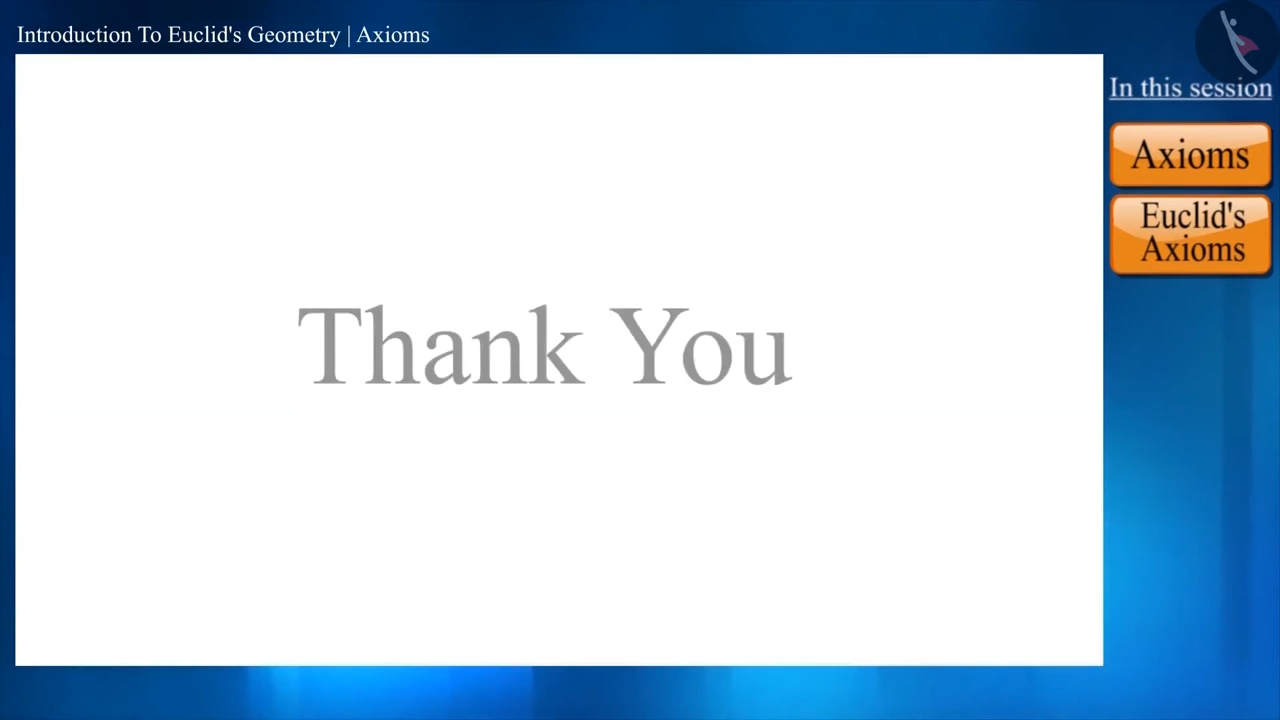 Introduction To Euclid's Geometry | Axioms
In this session
Axioms
Euclid's
Axioms
Thank You